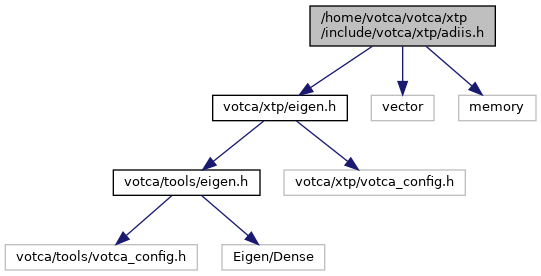 /home/votca/votca/xtp
/include/votca/xtp/adiis.h
votca/xtp/eigen.h
vector
memory
votca/tools/eigen.h
votca/xtp/votca_config.h
votca/tools/votca_config.h
Eigen/Dense